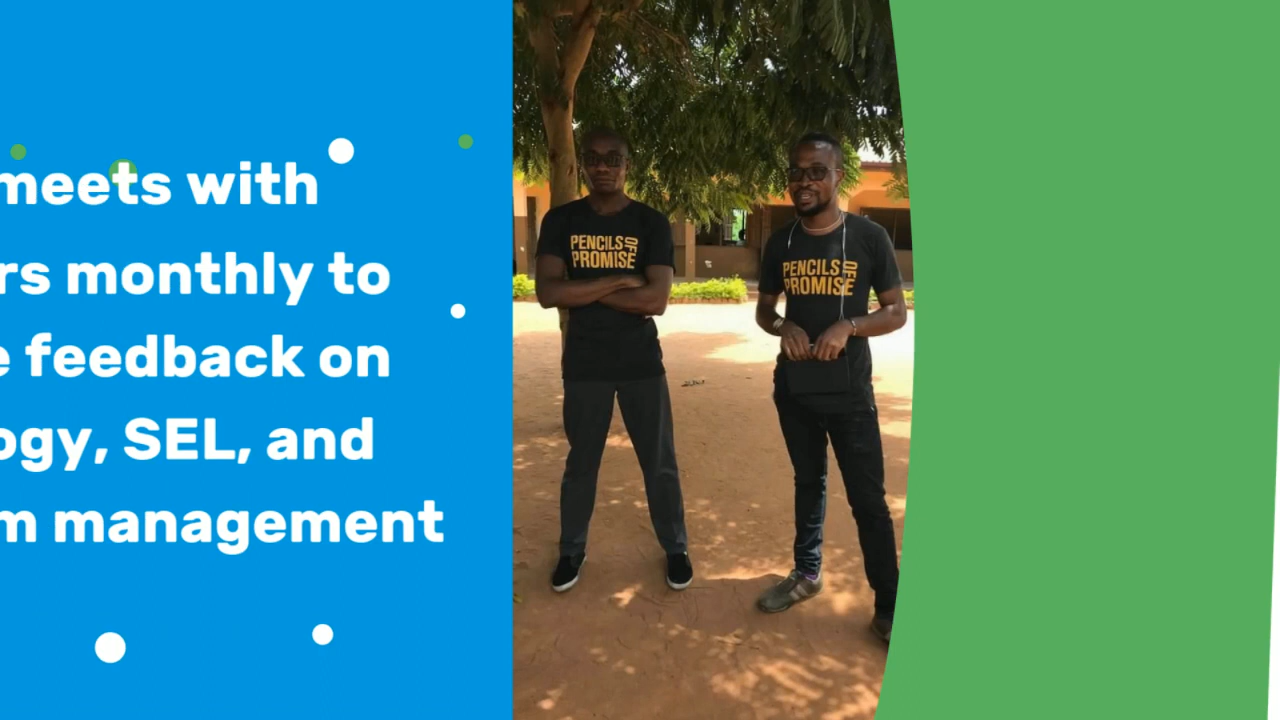 meets with
rs monthly to
e feedback on
ogy, SEL, and
m management
PENCILS OF
PROMISE
PENCILS OF
PROMISE